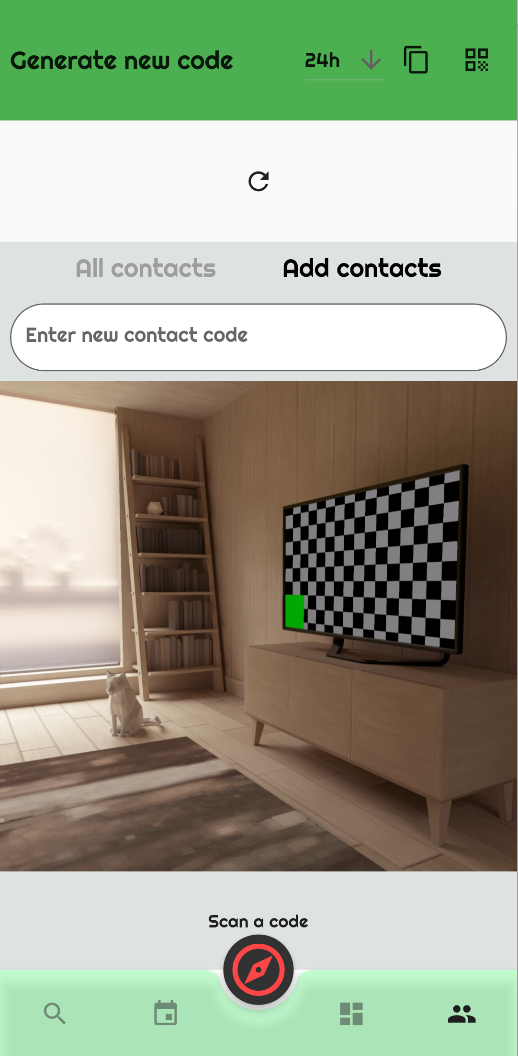 Generate new code
24h
All contacts
Add contacts
Enter new contact code
Scan a code